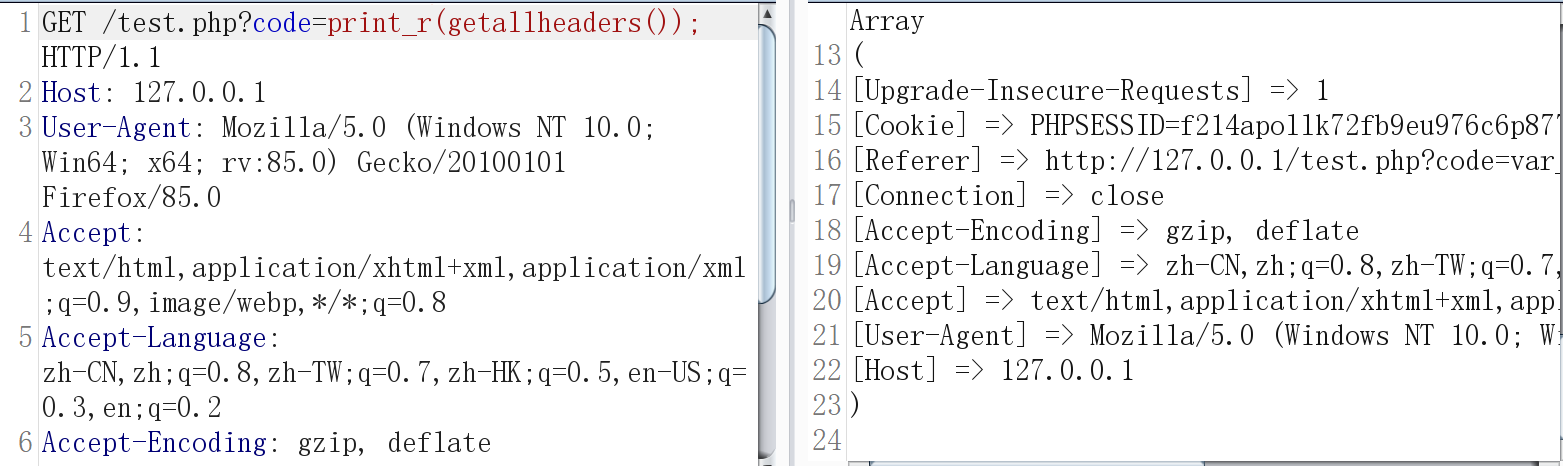 1 GET /test.php?code=print_r(getallheaders());
HTTP/1.1
2 Host: 127.0.0.1
3 User-Agent: Mozilla/5.0 (Windows NT 10.0;
Win64; x64; rv:85.0) Gecko/20100101
Firefox/85.0
4 Accept:
text/html,application/xhtml+xml,application/xml
;q=0.9,image/webp,*/*;q=0.8
5 Accept-Language:
zh-CN,zh;q=0.8,zh-TW;q=0.7,zh-HK;q=0.5,en-US;q=
0.3,en;q=0.2
6 Accept-Encoding: gzip, deflate
Array
13 (
14 [Upgrade-Insecure-Requests] => 1
15 [Cookie] => PHPSESSID=f214apo11k72fb9eu976c6p877
16 [Referer] => http://127.0.0.1/test.php?code=var_
17 [Connection] => close
18 [Accept-Encoding] => gzip, deflate
19 [Accept-Language] => zh-CN,zh;q=0.8,zh-TW;q=0.7,
20 [Accept] => text/html,application/xhtml+xml,appl
21 [User-Agent] => Mozilla/5.0 (Windows NT 10.0; Wi
22 [Host] => 127.0.0.1
23 )
24